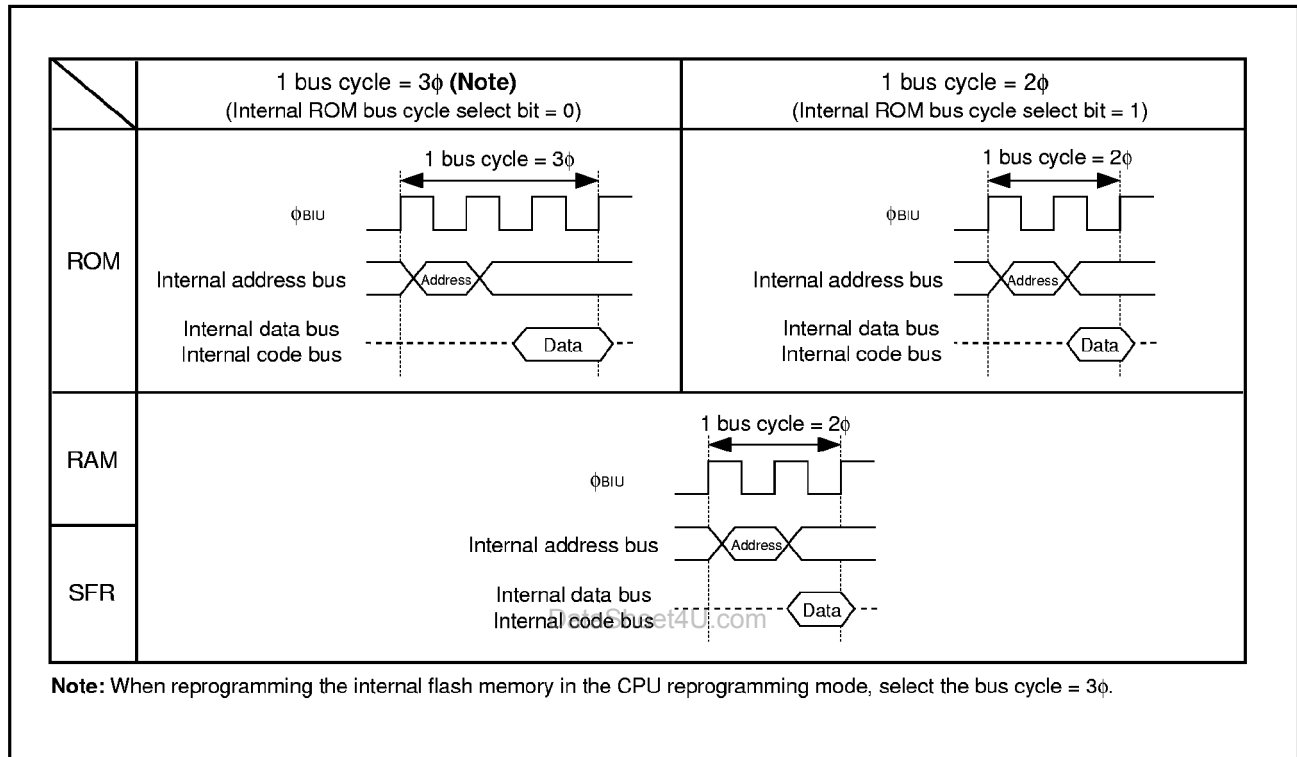 1 bus cycle = 3ϕ (Note)
(Internal ROM bus cycle select bit = 0)
1 bus cycle = 2ϕ
(Internal ROM bus cycle select bit = 1)
ROM
1 bus cycle = 3ϕ
ϕBIU
Internal address bus
Address
Internal data bus
Internal code bus
Data
1 bus cycle = 2ϕ
ϕBIU
Internal address bus
Address
Internal data bus
Internal code bus
Data
RAM
SFR
1 bus cycle = 2ϕ
ϕBIU
Internal address bus
Address
Internal data bus
Internal code bus
Data
DataSheet4U.com
Note: When reprogramming the internal flash memory in the CPU reprogramming mode, select the bus cycle = 3ϕ.